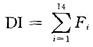 DI = \sum_{i=1}^{14} F_i